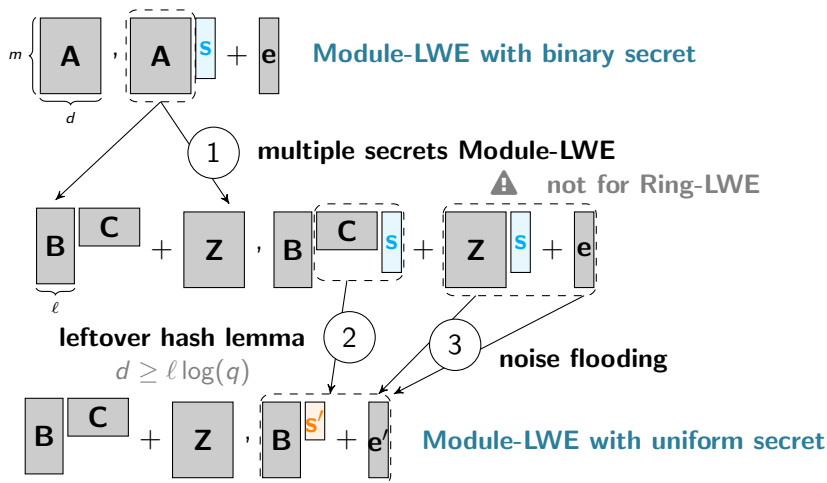 m A , A s + e Module-LWE with binary secret
d
1 multiple secrets Module-LWE
not for Ring-LWE
B C + Z , B C s + Z s + e
ℓ
leftover hash lemma 2 3 noise flooding
d ≥ ℓ log(q)
B C + Z , B s′ + e′ Module-LWE with uniform secret